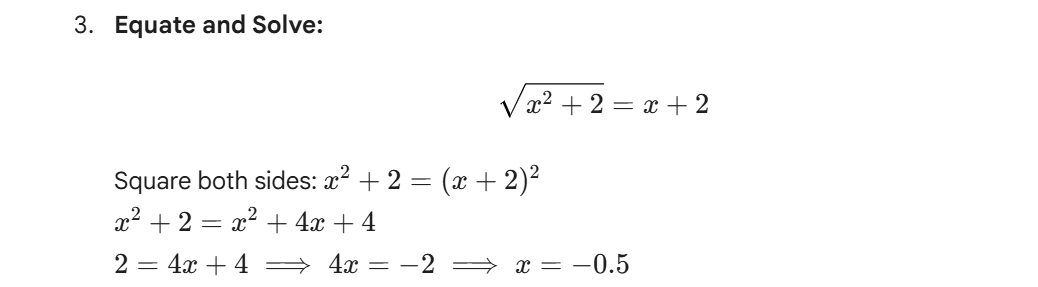 3. Equate and Solve:
√(x² + 2) = x + 2
Square both sides: x² + 2 = (x + 2)²
x² + 2 = x² + 4x + 4
2 = 4x + 4 ⟹ 4x = −2 ⟹ x = −0.5